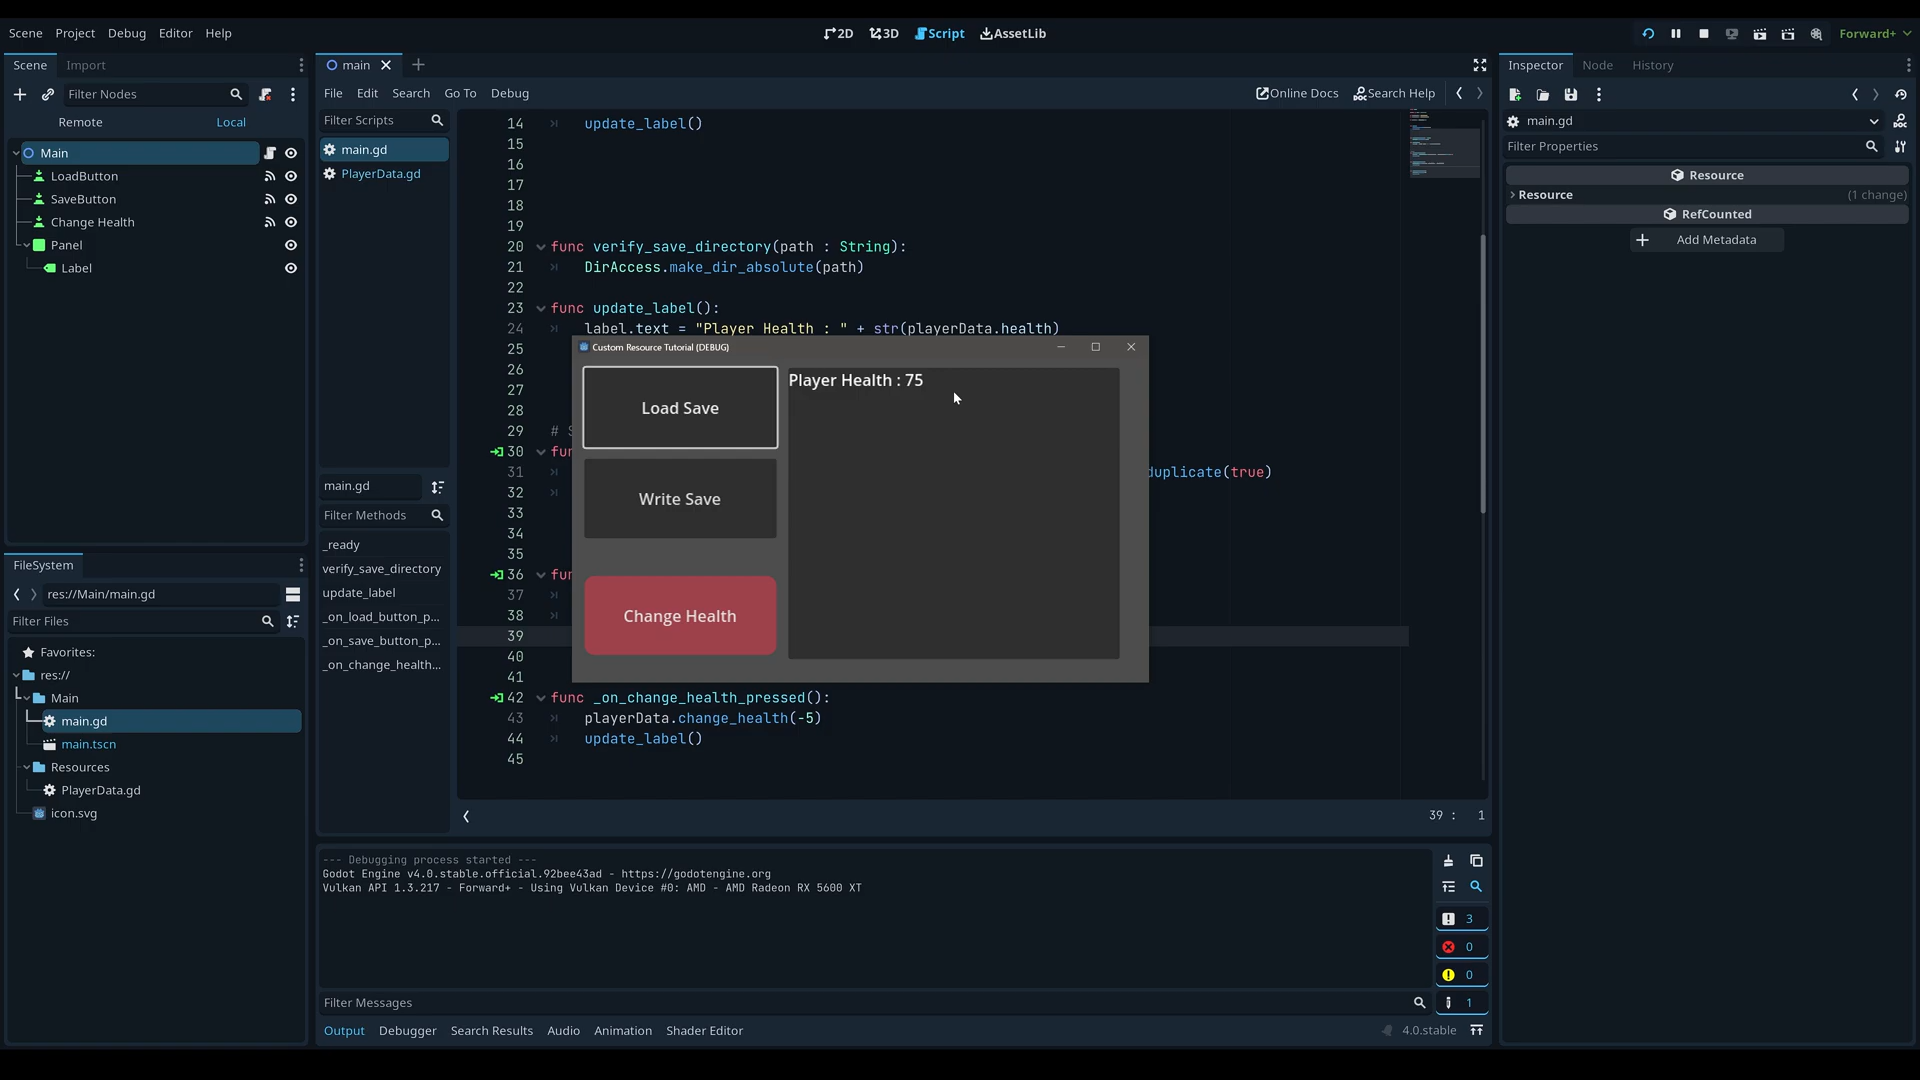 Scene Project Debug Editor Help
2D 3D Script AssetLib
Forward+
Scene Import
Filter Nodes
Remote Local
Main
LoadButton
SaveButton
Change Health
Panel
Label
FileSystem
res://Main/main.gd
Filter Files
Favorites:
res://
Main
main.gd
main.tscn
Resources
PlayerData.gd
icon.svg
main
File Edit Search Go To Debug
Online Docs Search Help
Filter Scripts
main.gd
PlayerData.gd
main.gd
Filter Methods
_ready
verify_save_directory
update_label
_on_load_button_p...
_on_save_button_p...
_on_change_health...
14 update_label()
15
16
17
18
19
20 func verify_save_directory(path : String):
21 DirAccess.make_dir_absolute(path)
22
23 func update_label():
24 label.text = "Player Health : " + str(playerData.health)
25
26
27
28
29 #
30
31 duplicate(true)
32
33
34
35
36
37
38
39
40
41
42 func _on_change_health_pressed():
43 playerData.change_health(-5)
44 update_label()
45
Custom Resource Tutorial (DEBUG)
Load Save
Write Save
Change Health
Player Health : 75
39 : 1
--- Debugging process started ---
Godot Engine v4.0.stable.official.92bee43ad - https://godotengine.org
Vulkan API 1.3.217 - Forward+ - Using Vulkan Device #0: AMD - AMD Radeon RX 5600 XT
3
0
0
1
Filter Messages
Output Debugger Search Results Audio Animation Shader Editor
4.0.stable
Inspector Node History
main.gd
Filter Properties
Resource
Resource (1 change)
RefCounted
Add Metadata